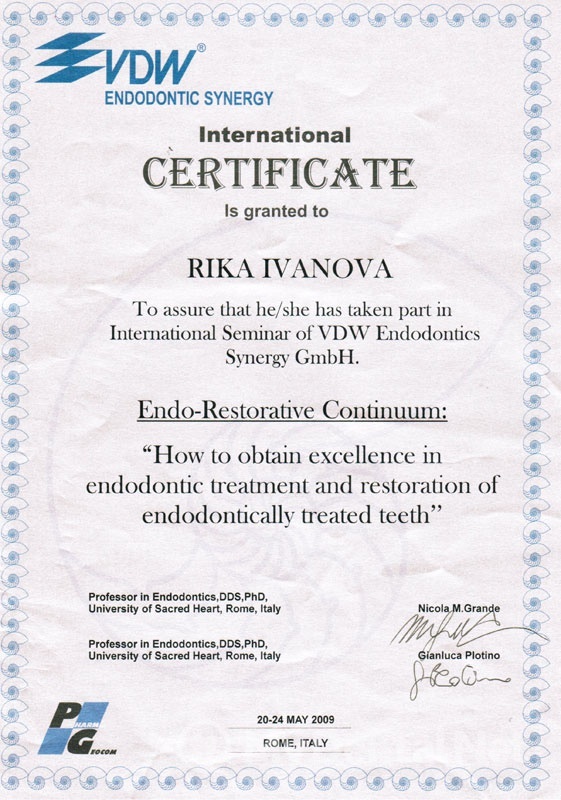 VDW®
ENDODONTIC SYNERGY
International
CERTIFICATE
Is granted to
RIKA IVANOVA
To assure that he/she has taken part in
International Seminar of VDW Endodontics
Synergy GmbH.
Endo-Restorative Continuum:
“How to obtain excellence in
endodontic treatment and restoration of
endodontically treated teeth”
Professor in Endodontics,DDS,PhD,
University of Sacred Heart, Rome, Italy
Nicola M.Grande
Professor in Endodontics,DDS,PhD,
University of Sacred Heart, Rome, Italy
Gianluca Plotino
PHARM
GEOCOM
20-24 MAY 2009
ROME, ITALY